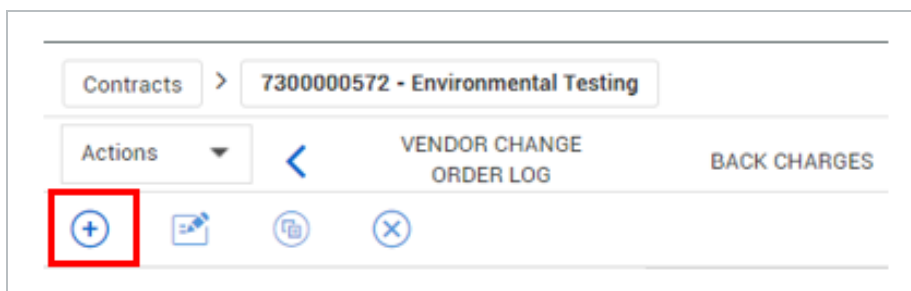 Contracts > 7300000572 - Environmental Testing
Actions
VENDOR CHANGE
ORDER LOG
BACK CHARGES